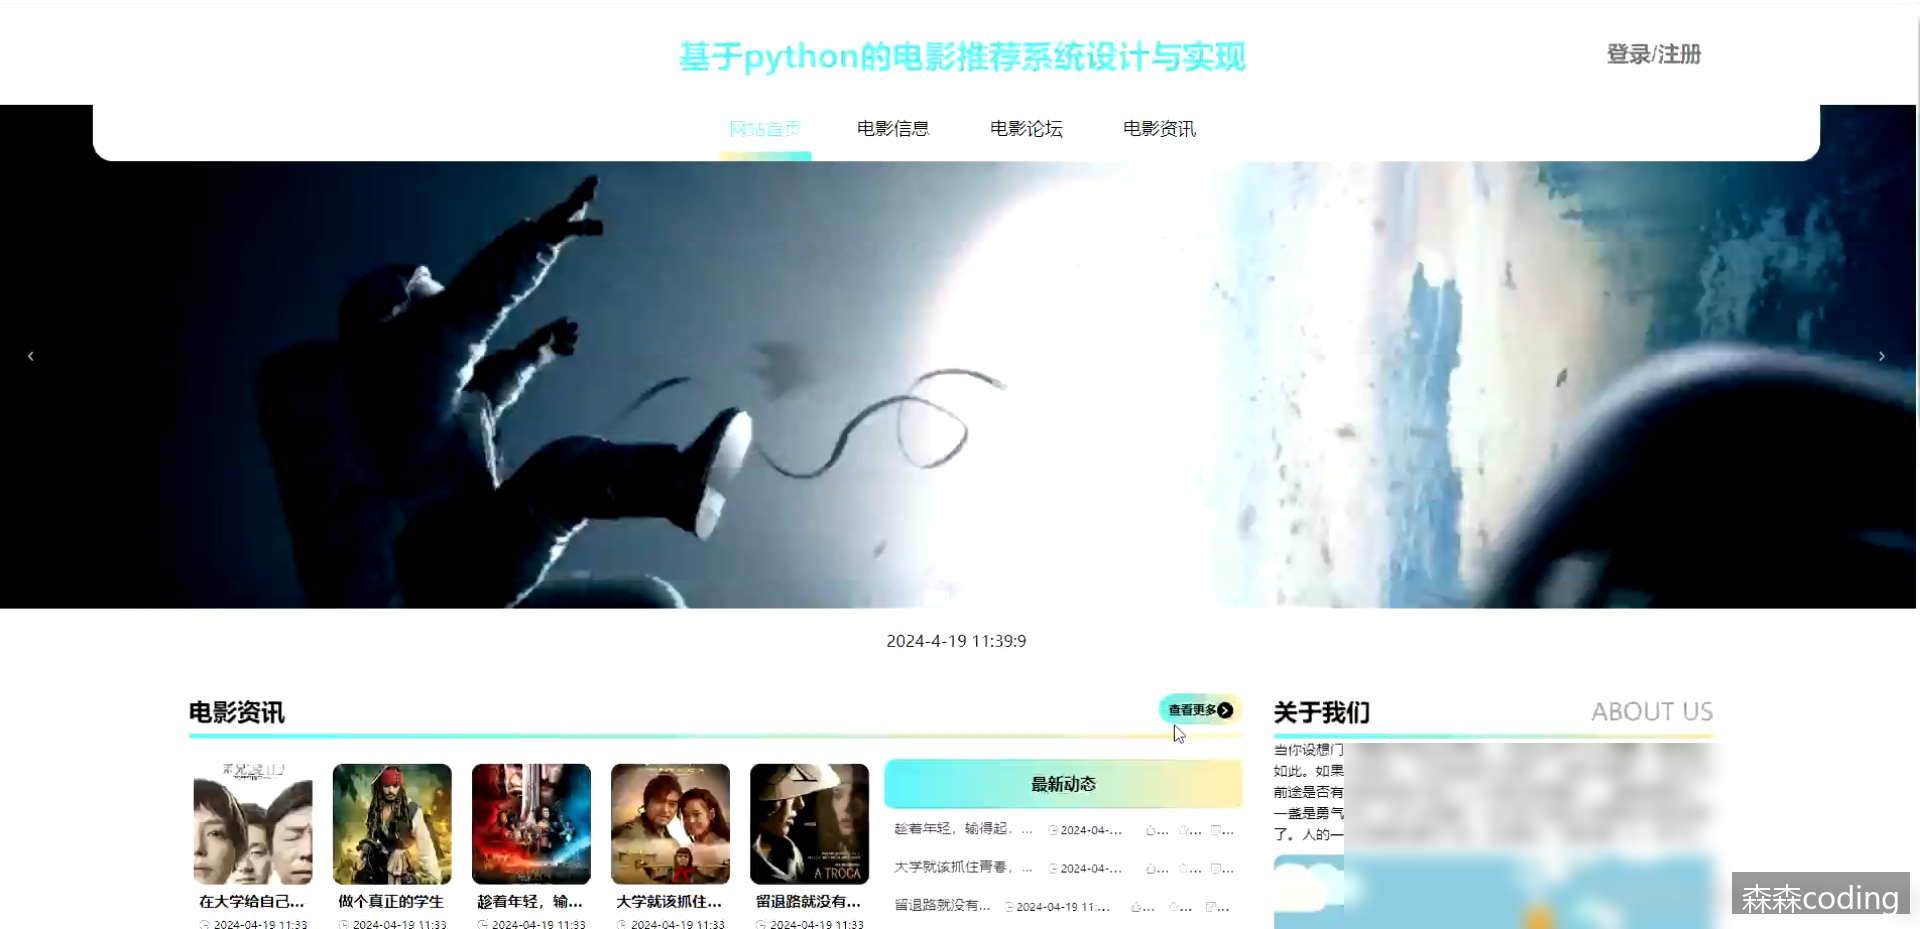 基于python的电影推荐系统设计与实现
登录/注册
网站首页 电影信息 电影论坛 电影资讯
2024-4-19 11:39:9
电影资讯
查看更多
关于我们 ABOUT US
当你设想门
如此。如果
前途是否有
一盏是勇气
了。人的一
最新动态
趁着年轻，输得起. ... 2024-04-... ... ... ...
大学就该抓住青春，... 2024-04-... ... ... ...
留退路就没有... 2024-04-19 11:... ... ... ...
A TROCA
在大学给自己... 做个真正的学生 趁着年轻，输... 大学就该抓住... 留退路就没有...
2024-04-19 11:33 2024-04-19 11:33 2024-04-19 11:33 2024-04-19 11:33 2024-04-19 11:33
森森coding